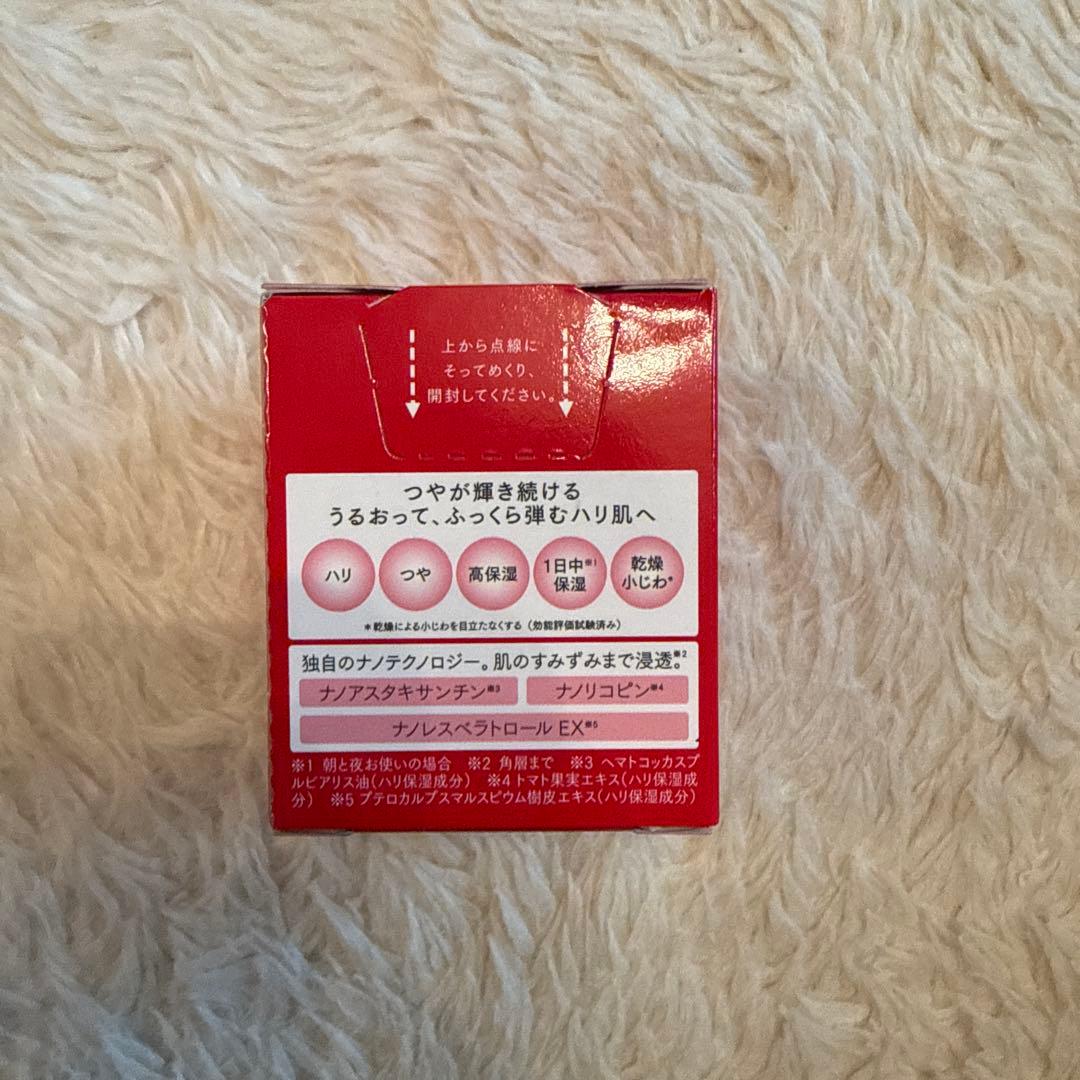 上から点線に
そってめくり、
開封してください。
つやが輝き続ける
うるおって、ふっくら弾むハリ肌へ
ハリ
つや
高保湿
1日中※1
保湿
乾燥
小じわ*
*乾燥による小じわを目立たなくする（効能評価試験済み）
独自のナノテクノロジー。肌のすみずみまで浸透。※2
ナノアスタキサンチン※3
ナノリコピン※4
ナノレスベラトロール EX※5
※1 朝と夜お使いの場合 ※2 角層まで ※3 ヘマトコッカスプ
ルビアリス油（ハリ保湿成分） ※4 トマト果実エキス（ハリ保湿成
分） ※5 プテロカルプスマルスピウム樹皮エキス（ハリ保湿成分）